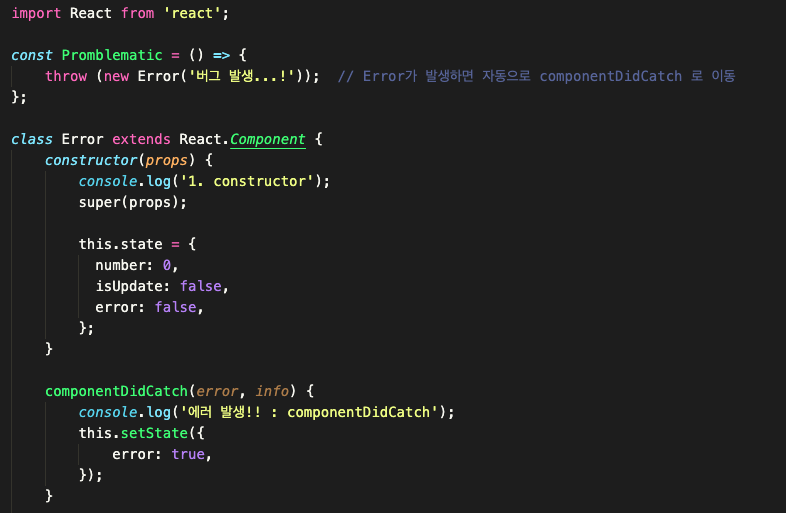 import React from 'react';
const Promblematic = () => {
throw (new Error('버그 발생...!'));  // Error가 발생하면 자동으로 componentDidCatch 로 이동
};
class Error extends React.Component {
constructor(props) {
console.log('1. constructor');
super(props);
this.state = {
number: 0,
isUpdate: false,
error: false,
};
}
componentDidCatch(error, info) {
console.log('에러 발생!! : componentDidCatch');
this.setState({
error: true,
});
}